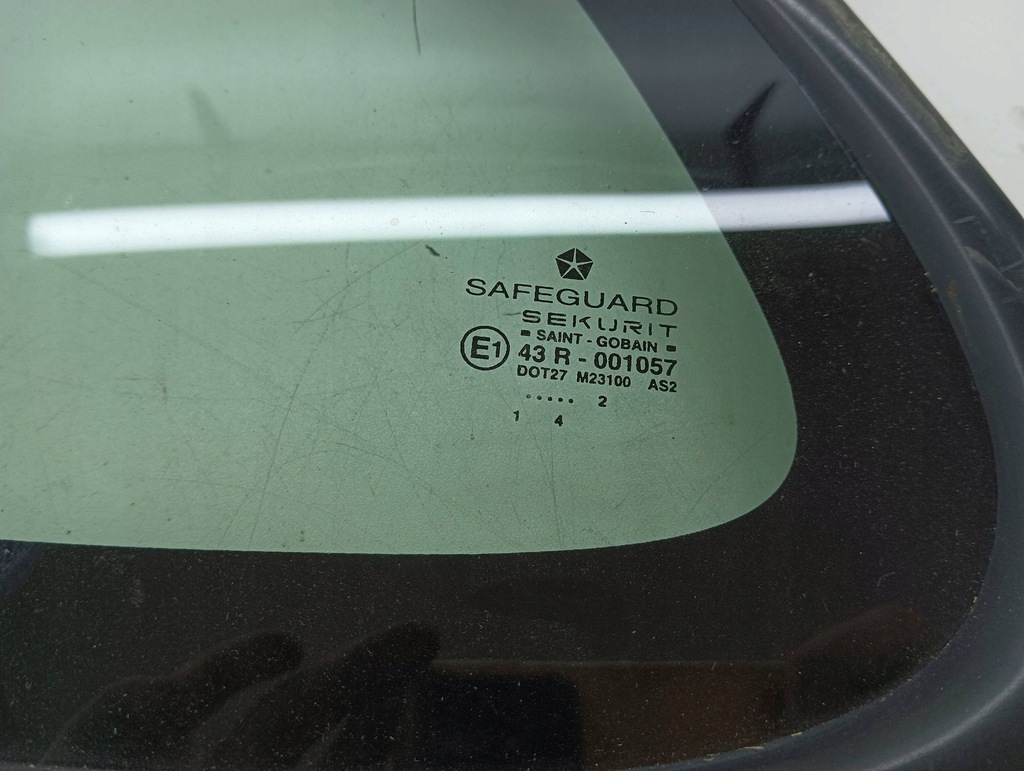 SAFEGUARD
SEKURIT
SAINT - GOBAIN
E1 43 R - 001057
DOT27 M23100 AS2
..... 2
1 4